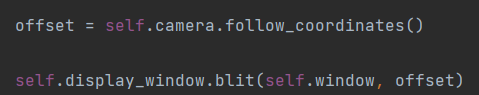 offset = self.camera.follow_coordinates()
self.display_window.blit(self.window, offset)